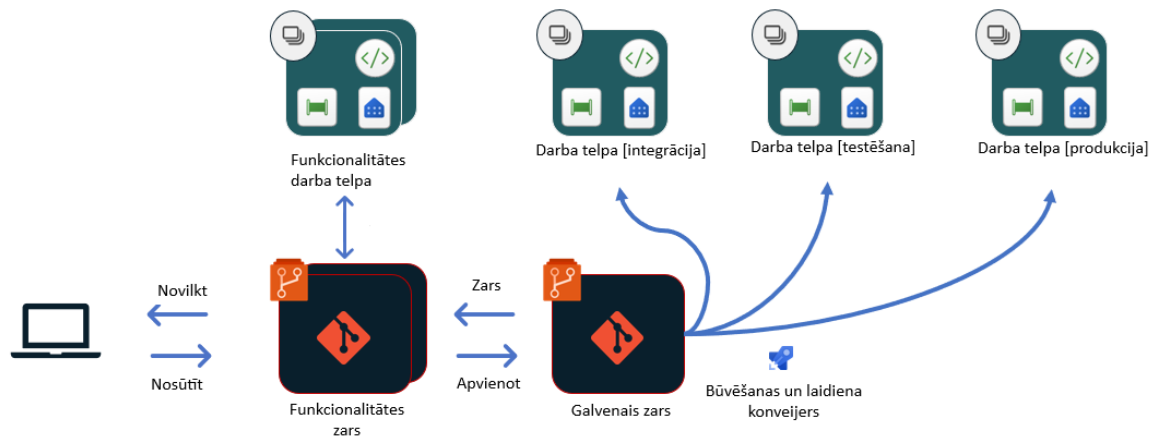 Funkcionalitātes
darba telpa
Darba telpa [integrācija]
Darba telpa [testēšana]
Darba telpa [produkcija]
Novilkt
Nosūtīt
Funkcionalitātes
zars
Zars
Apvienot
Galvenais zars
Būvēšanas un laidiena
konveijers